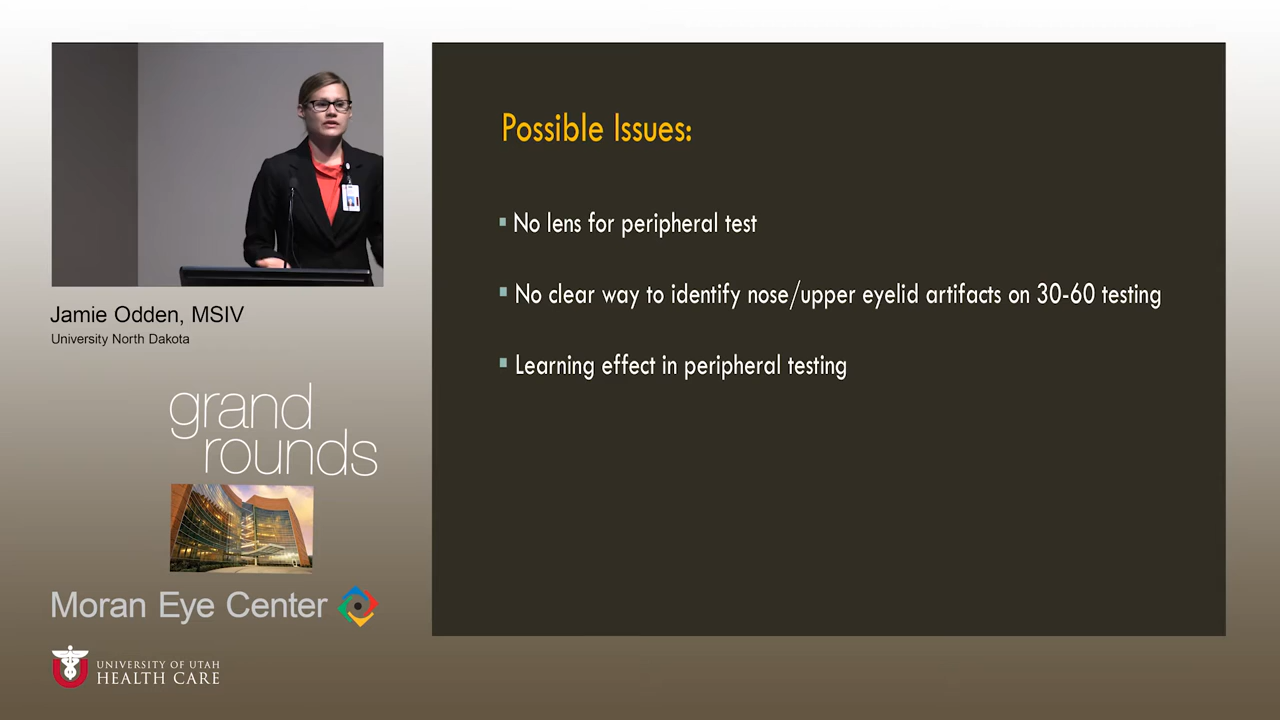 Possible Issues:
▪ No lens for peripheral test
▪ No clear way to identify nose/upper eyelid artifacts on 30-60 testing
▪ Learning effect in peripheral testing
Jamie Odden, MSIV
University North Dakota
grand
rounds
Moran Eye Center
UNIVERSITY OF UTAH
HEALTH CARE